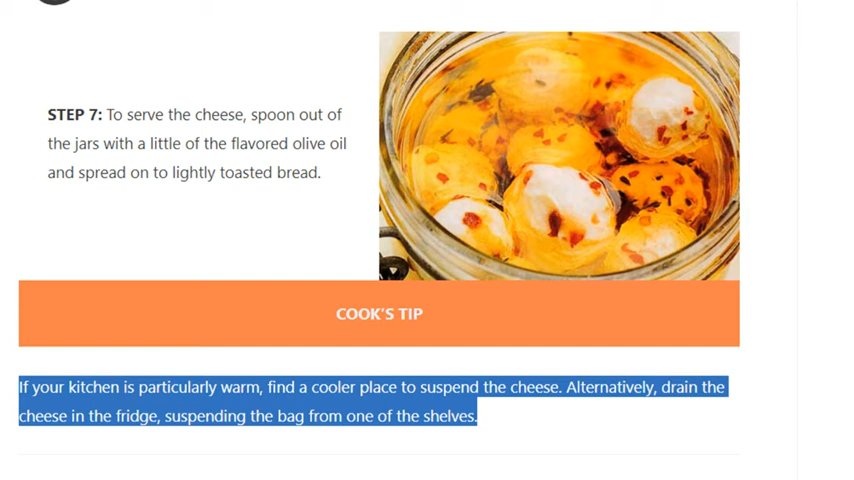 STEP 7: To serve the cheese, spoon out of
the jars with a little of the flavored olive oil
and spread on to lightly toasted bread.
COOK'S TIP
If your kitchen is particularly warm, find a cooler place to suspend the cheese. Alternatively, drain the
cheese in the fridge, suspending the bag from one of the shelves.